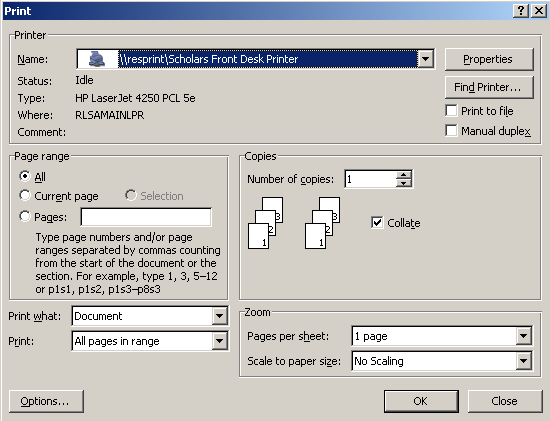 Print
Printer
Name: \\resprint\Scholars Front Desk Printer
Properties
Status: Idle
Find Printer...
Type: HP LaserJet 4250 PCL 5e
Where: RLSAMAINLPR
Print to file
Comment:
Manual duplex
Page range
All
Current page Selection
Pages:
Type page numbers and/or page
ranges separated by commas counting
from the start of the document or the
section. For example, type 1, 3, 5–12
or p1s1, p1s2, p1s3–p8s3
Copies
Number of copies: 1
3 3
2 2
1 1
Collate
Print what: Document
Print: All pages in range
Zoom
Pages per sheet: 1 page
Scale to paper size: No Scaling
Options...
OK
Close